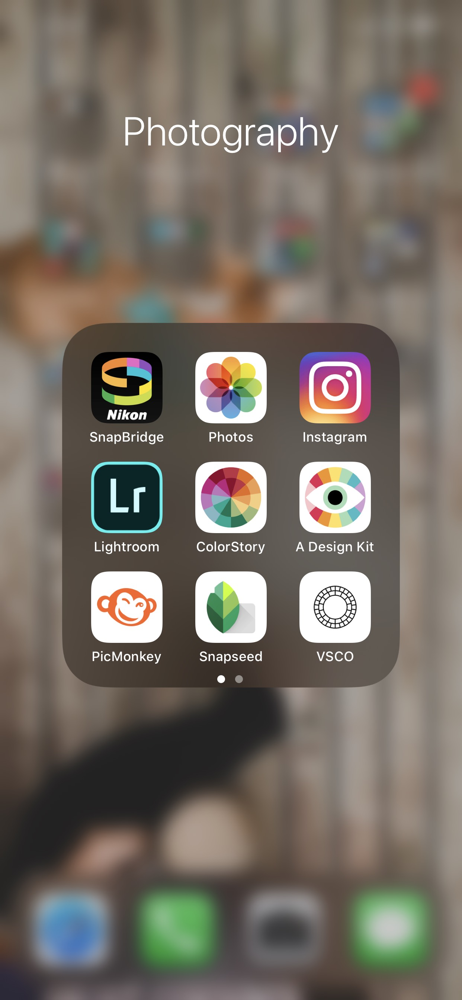 Photography
Nikon
SnapBridge Photos Instagram
Lr
Lightroom ColorStory A Design Kit
PicMonkey Snapseed VSCO